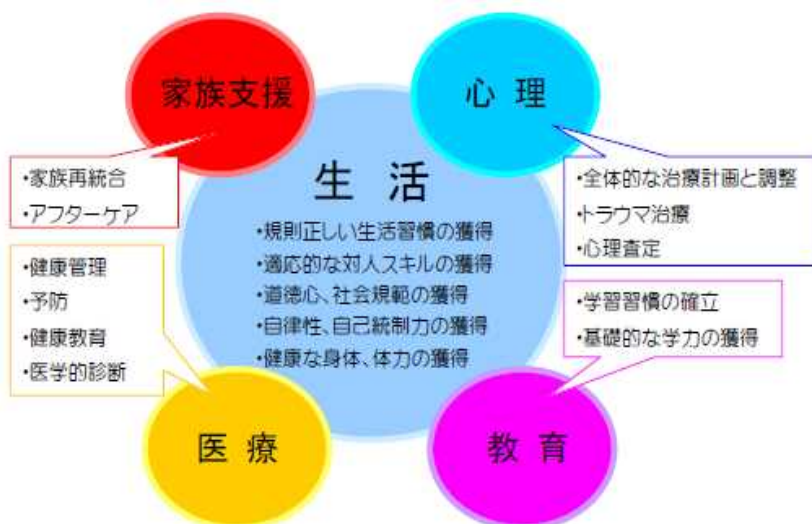 家族支援
心理
・家族再統合
・アフターケア
・全体的な治療計画と調整
・トラウマ治療
・心理査定
生活
・規則正しい生活習慣の獲得
・適応的な対人スキルの獲得
・道徳心、社会規範の獲得
・自律性、自己統制力の獲得
・健康な身体、体力の獲得
・健康管理
・予防
・健康教育
・医学的診断
・学習習慣の確立
・基礎的な学力の獲得
医療
教育